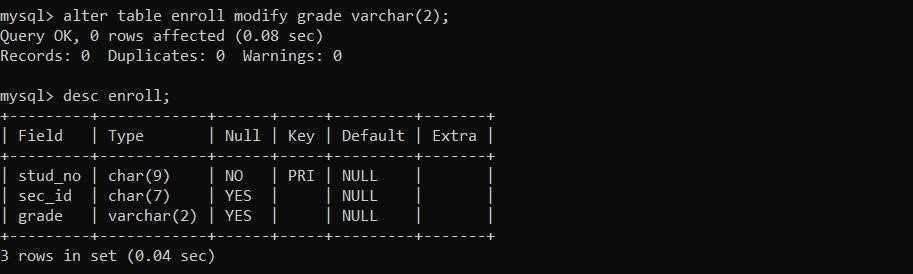 mysql> alter table enroll modify grade varchar(2);
Query OK, 0 rows affected (0.08 sec)
Records: 0  Duplicates: 0  Warnings: 0

mysql> desc enroll;
+---------+------------+------+-----+---------+-------+
| Field   | Type       | Null | Key | Default | Extra |
+---------+------------+------+-----+---------+-------+
| stud_no | char(9)    | NO   | PRI | NULL    |       |
| sec_id  | char(7)    | YES  |     | NULL    |       |
| grade   | varchar(2) | YES  |     | NULL    |       |
+---------+------------+------+-----+---------+-------+
3 rows in set (0.04 sec)